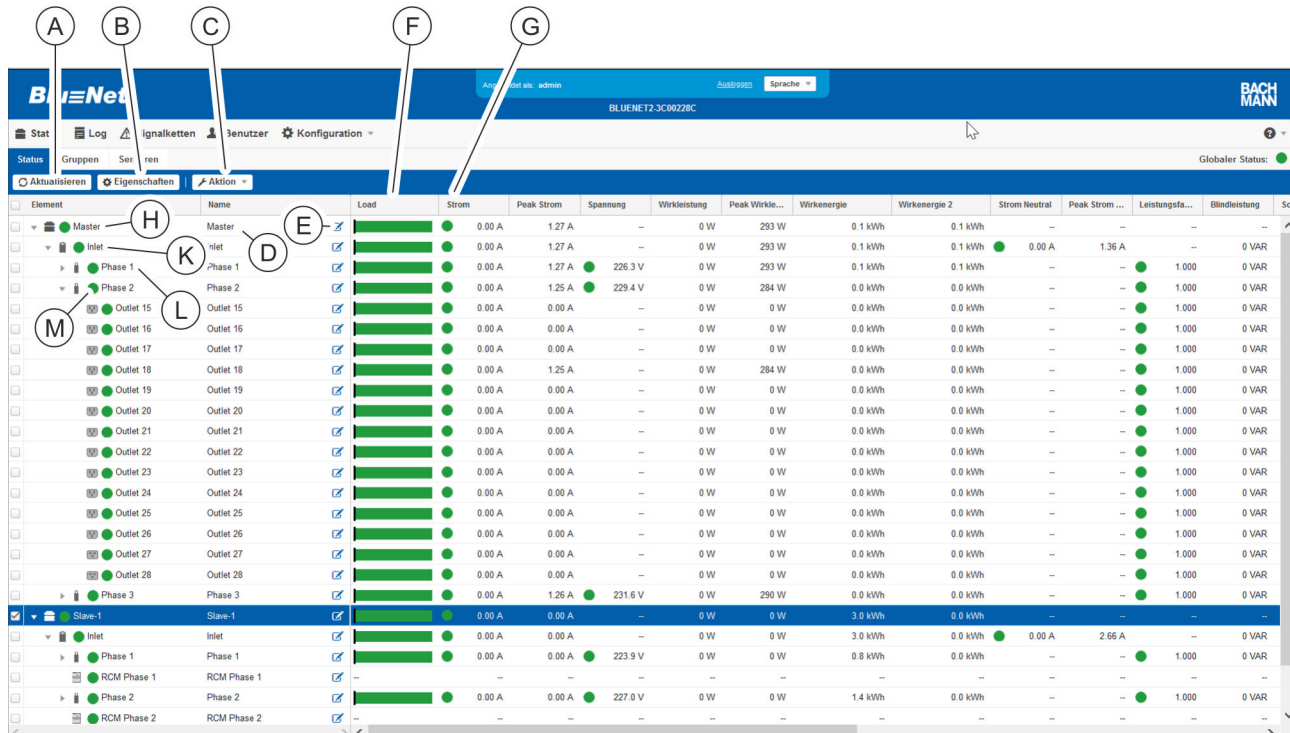 A B C F G
Blu≡Net
Angemeldet als: admin Ausloggen Sprache
BACH
MANN
BLUENET2-3C00228C
Log Signalketten Benutzer Konfiguration ?
Status Gruppen Globaler Status:
Aktualisieren Eigenschaften Aktion
Element Name Load Strom Peak Strom Spannung Wirkleistung Peak Wirkle... Wirkenergie Wirkenergie 2 Strom Neutral Peak Strom ... Leistungsfa... Blindleistung Sc
Master H Master E 0.00 A 1.27 A -- 0 W 293 W 0.1 kWh 0.1 kWh -- -- -- --
Inlet K Inlet D 0.00 A 1.27 A -- 0 W 293 W 0.1 kWh 0.1 kWh 0.00 A 1.36 A -- 0 VAR
Phase 1 Phase 1 0.00 A 1.27 A 226.3 V 0 W 293 W 0.1 kWh 0.1 kWh -- -- 1.000 0 VAR
Phase 2 Phase 2 0.00 A 1.25 A 229.4 V 0 W 284 W 0.0 kWh 0.0 kWh -- -- 1.000 0 VAR
M L
Outlet 15 Outlet 15 0.00 A 0.00 A -- 0 W 0 W 0.0 kWh 0.0 kWh -- -- 1.000 0 VAR
Outlet 16 Outlet 16 0.00 A 0.00 A -- 0 W 0 W 0.0 kWh 0.0 kWh -- -- 1.000 0 VAR
Outlet 17 Outlet 17 0.00 A 0.00 A -- 0 W 0 W 0.0 kWh 0.0 kWh -- -- 1.000 0 VAR
Outlet 18 Outlet 18 0.00 A 1.25 A -- 0 W 284 W 0.0 kWh 0.0 kWh -- -- 1.000 0 VAR
Outlet 19 Outlet 19 0.00 A 0.00 A -- 0 W 0 W 0.0 kWh 0.0 kWh -- -- 1.000 0 VAR
Outlet 20 Outlet 20 0.00 A 0.00 A -- 0 W 0 W 0.0 kWh 0.0 kWh -- -- 1.000 0 VAR
Outlet 21 Outlet 21 0.00 A 0.00 A -- 0 W 0 W 0.0 kWh 0.0 kWh -- -- 1.000 0 VAR
Outlet 22 Outlet 22 0.00 A 0.00 A -- 0 W 0 W 0.0 kWh 0.0 kWh -- -- 1.000 0 VAR
Outlet 23 Outlet 23 0.00 A 0.00 A -- 0 W 0 W 0.0 kWh 0.0 kWh -- -- 1.000 0 VAR
Outlet 24 Outlet 24 0.00 A 0.00 A -- 0 W 0 W 0.0 kWh 0.0 kWh -- -- 1.000 0 VAR
Outlet 25 Outlet 25 0.00 A 0.00 A -- 0 W 0 W 0.0 kWh 0.0 kWh -- -- 1.000 0 VAR
Outlet 26 Outlet 26 0.00 A 0.00 A -- 0 W 0 W 0.0 kWh 0.0 kWh -- -- 1.000 0 VAR
Outlet 27 Outlet 27 0.00 A 0.00 A -- 0 W 0 W 0.0 kWh 0.0 kWh -- -- 1.000 0 VAR
Outlet 28 Outlet 28 0.00 A 0.00 A -- 0 W 0 W 0.0 kWh 0.0 kWh -- -- 1.000 0 VAR
Phase 3 Phase 3 0.00 A 1.26 A 231.6 V 0 W 290 W 0.0 kWh 0.0 kWh -- -- 1.000 0 VAR
Slave-1 Slave-1 0.00 A 0.00 A -- 0 W 0 W 3.0 kWh 0.0 kWh -- -- -- --
Inlet Inlet 0.00 A 0.00 A -- 0 W 0 W 3.0 kWh 0.0 kWh 0.00 A 2.66 A -- 0 VAR
Phase 1 Phase 1 0.00 A 0.00 A 223.9 V 0 W 0 W 0.8 kWh 0.0 kWh -- -- 1.000 0 VAR
RCM Phase 1 RCM Phase 1 -- -- -- -- -- -- -- -- -- -- -- --
Phase 2 Phase 2 0.00 A 0.00 A 227.0 V 0 W 0 W 1.4 kWh 0.0 kWh -- -- 1.000 0 VAR
RCM Phase 2 RCM Phase 2 -- -- -- -- -- -- -- -- -- -- -- --